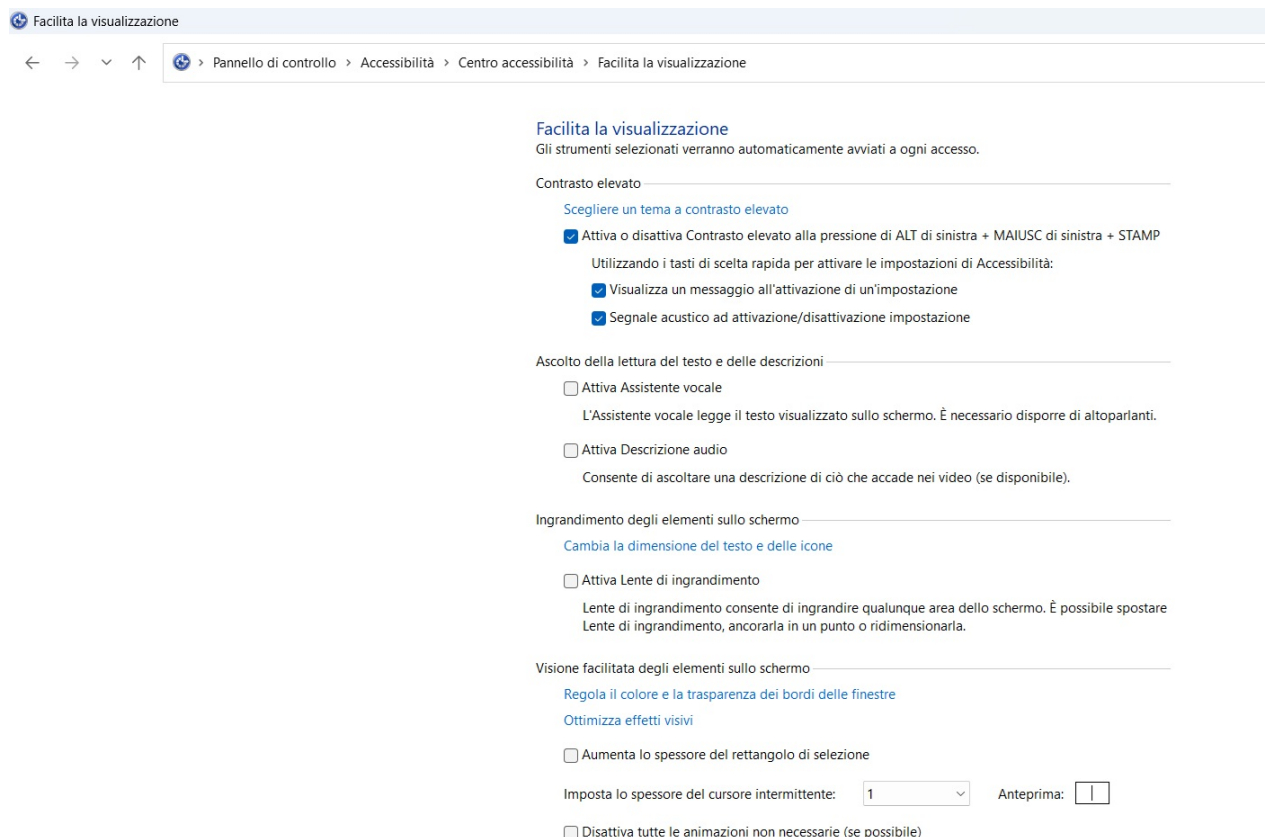 Facilita la visualizzazione
Pannello di controllo > Accessibilità > Centro accessibilità > Facilita la visualizzazione
Facilita la visualizzazione
Gli strumenti selezionati verranno automaticamente avviati a ogni accesso.
Contrasto elevato
Scegliere un tema a contrasto elevato
Attiva o disattiva Contrasto elevato alla pressione di ALT di sinistra + MAIUSC di sinistra + STAMP
Utilizzando i tasti di scelta rapida per attivare le impostazioni di Accessibilità:
Visualizza un messaggio all'attivazione di un'impostazione
Segnale acustico ad attivazione/disattivazione impostazione
Ascolto della lettura del testo e delle descrizioni
Attiva Assistente vocale
L'Assistente vocale legge il testo visualizzato sullo schermo. È necessario disporre di altoparlanti.
Attiva Descrizione audio
Consente di ascoltare una descrizione di ciò che accade nei video (se disponibile).
Ingrandimento degli elementi sullo schermo
Cambia la dimensione del testo e delle icone
Attiva Lente di ingrandimento
Lente di ingrandimento consente di ingrandire qualunque area dello schermo. È possibile spostare
Lente di ingrandimento, ancorarla in un punto o ridimensionarla.
Visione facilitata degli elementi sullo schermo
Regola il colore e la trasparenza dei bordi delle finestre
Ottimizza effetti visivi
Aumenta lo spessore del rettangolo di selezione
Imposta lo spessore del cursore intermittente: 1 Anteprima:
Disattiva tutte le animazioni non necessarie (se possibile)